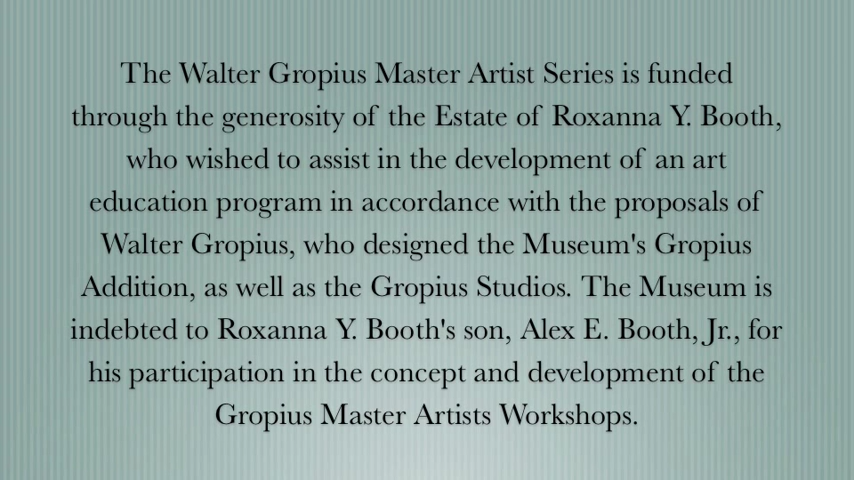 The Walter Gropius Master Artist Series is funded
through the generosity of the Estate of Roxanna Y. Booth,
who wished to assist in the development of an art
education program in accordance with the proposals of
Walter Gropius, who designed the Museum's Gropius
Addition, as well as the Gropius Studios. The Museum is
indebted to Roxanna Y. Booth's son, Alex E. Booth, Jr., for
his participation in the concept and development of the
Gropius Master Artists Workshops.